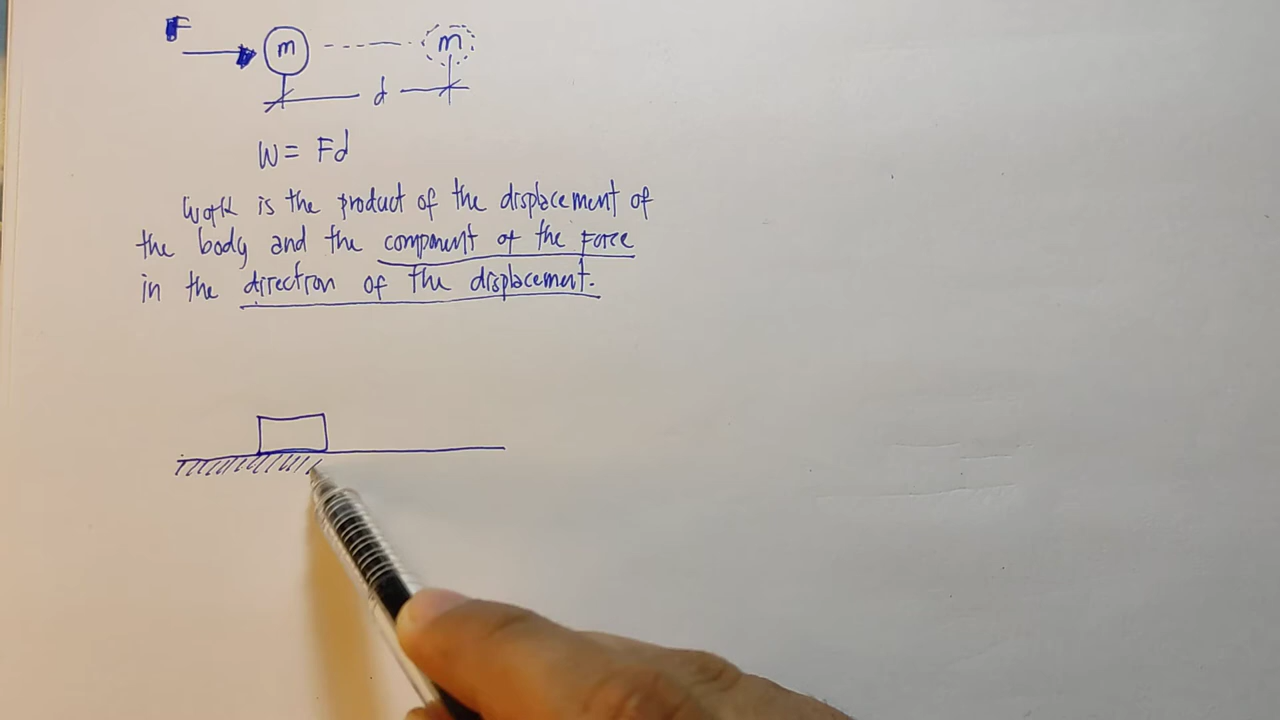 F
m m
d
W = Fd
Work is the product of the displacement of
the body and the component of the Force
in the direction of the displacement.